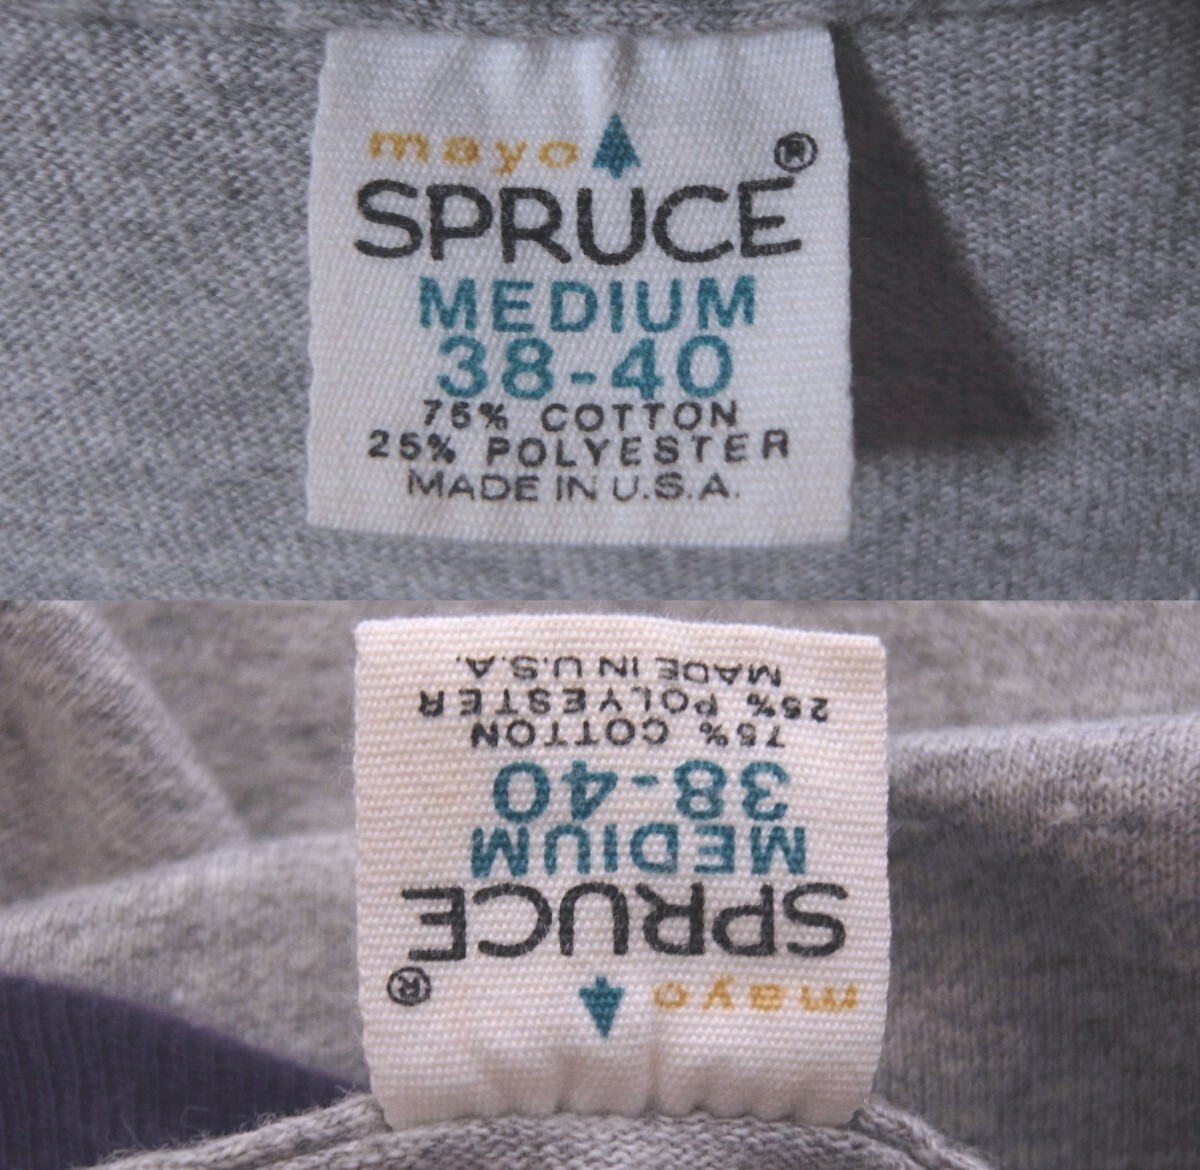 mayo
SPRUCE®
MEDIUM
38-40
75% COTTON
25% POLYESTER
MADE IN U.S.A.
mayo
SPRUCE®
MEDIUM
38-40
75% COTTON
25% POLYESTER
MADE IN U.S.A.